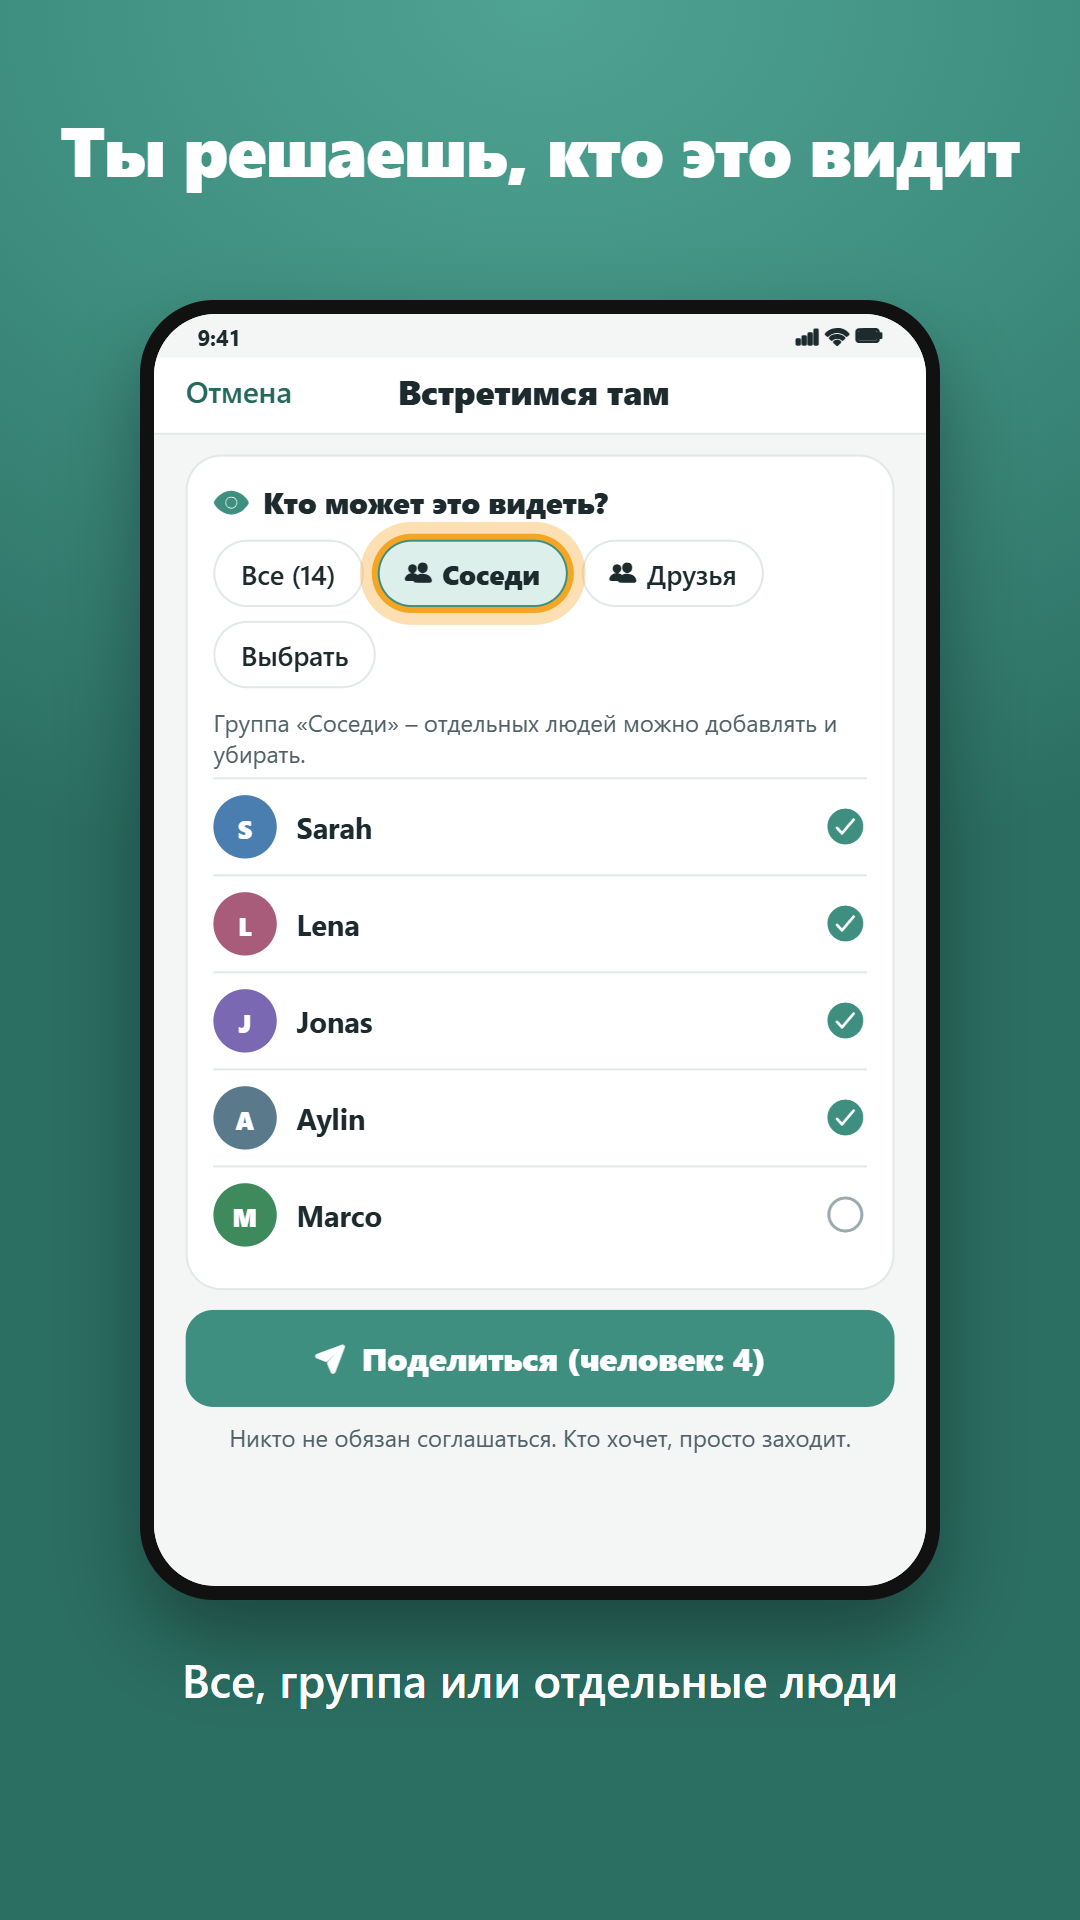 Ты решаешь, кто это видит
9:41
Отмена
Встретимся там
Кто может это видеть?
Все (14)
Соседи
Друзья
Выбрать
Группа «Соседи» – отдельных людей можно добавлять и
убирать.
S
Sarah
L
Lena
J
Jonas
A
Aylin
M
Marco
Поделиться (человек: 4)
Никто не обязан соглашаться. Кто хочет, просто заходит.
Все, группа или отдельные люди